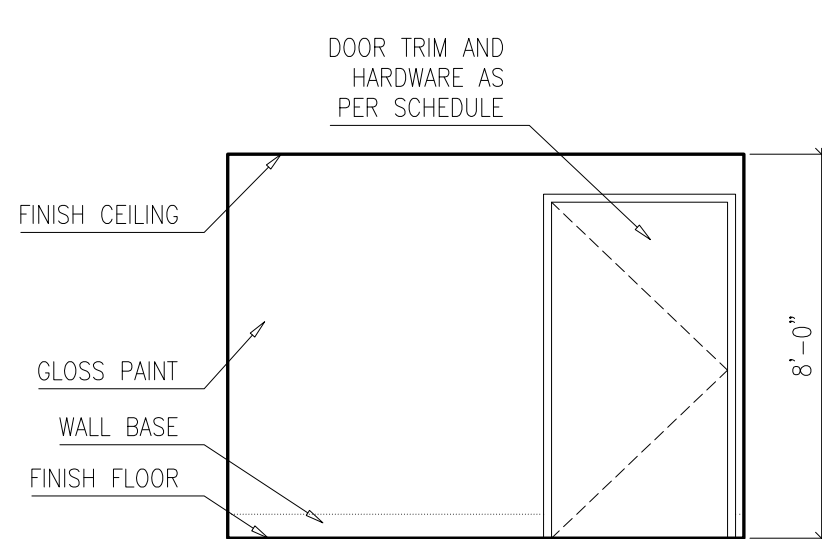 DOOR TRIM AND
HARDWARE AS
PER SCHEDULE
FINISH CEILING
8'-0"
GLOSS PAINT
WALL BASE
FINISH FLOOR